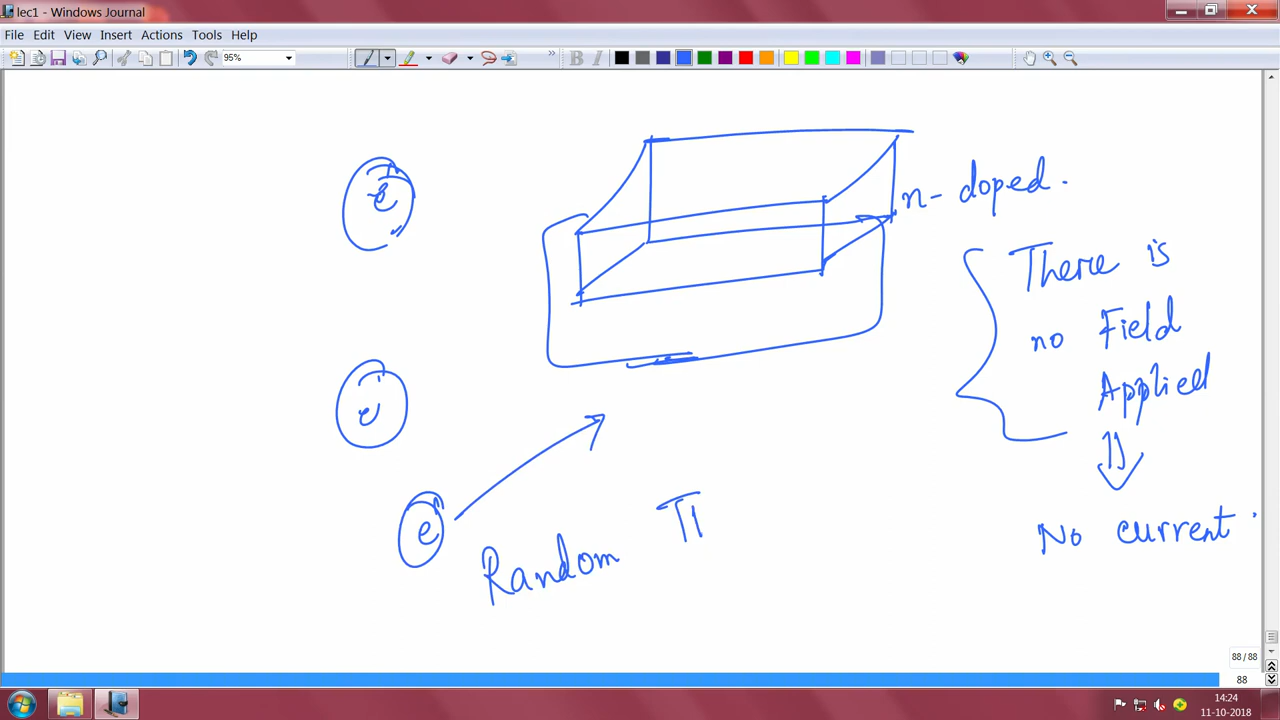 lec1 - Windows Journal
File Edit View Insert Actions Tools Help
95%
B I
n- doped.
There is
no Field
Applied
No current
e
e
e
Random
88 / 88
88
14:24
11-10-2018